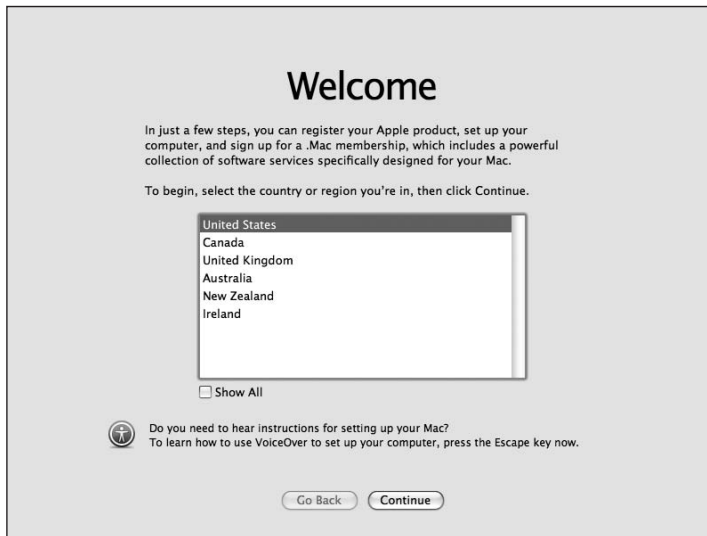 Welcome
In just a few steps, you can register your Apple product, set up your
computer, and sign up for a .Mac membership, which includes a powerful
collection of software services specifically designed for your Mac.
To begin, select the country or region you're in, then click Continue.
United States
Canada
United Kingdom
Australia
New Zealand
Ireland
Show All
Do you need to hear instructions for setting up your Mac?
To learn how to use VoiceOver to set up your computer, press the Escape key now.
Go Back
Continue